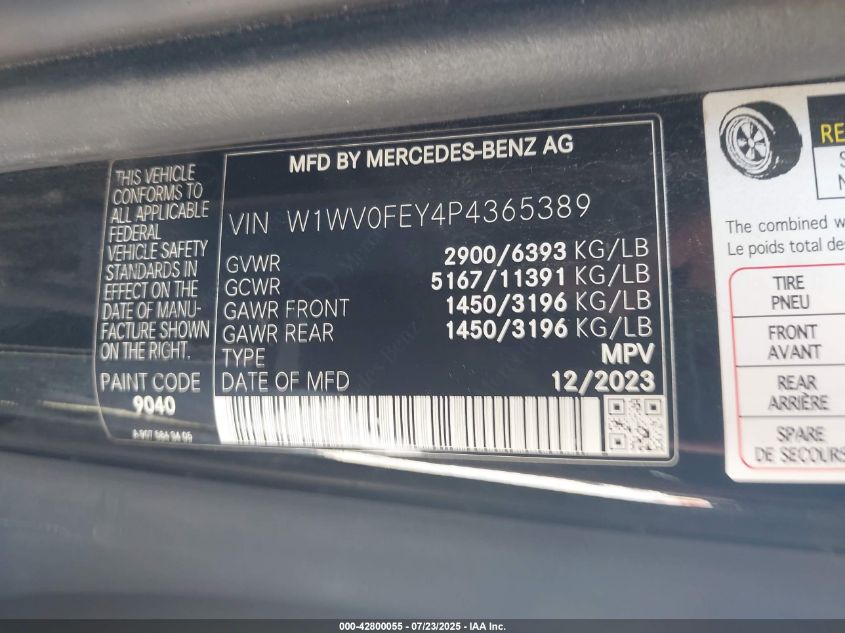 MFD BY MERCEDES-BENZ AG
THIS VEHICLE
CONFORMS TO
ALL APPLICABLE
FEDERAL
VEHICLE SAFETY
STANDARDS IN
EFFECT ON THE
DATE OF MANU-
FACTURE SHOWN
ON THE RIGHT.
PAINT CODE
9040
VIN W1WV0FEY4P4365389
GVWR 2900/6393 KG/LB
GCWR 5167/11391 KG/LB
GAWR FRONT 1450/3196 KG/LB
GAWR REAR 1450/3196 KG/LB
TYPE MPV
DATE OF MFD 12/2023
The combined w
Le poids total de
TIRE
PNEU
FRONT
AVANT
REAR
ARRIÈRE
SPARE
DE SECOURS
000-42800055 - 07/23/2025 - IAA Inc.